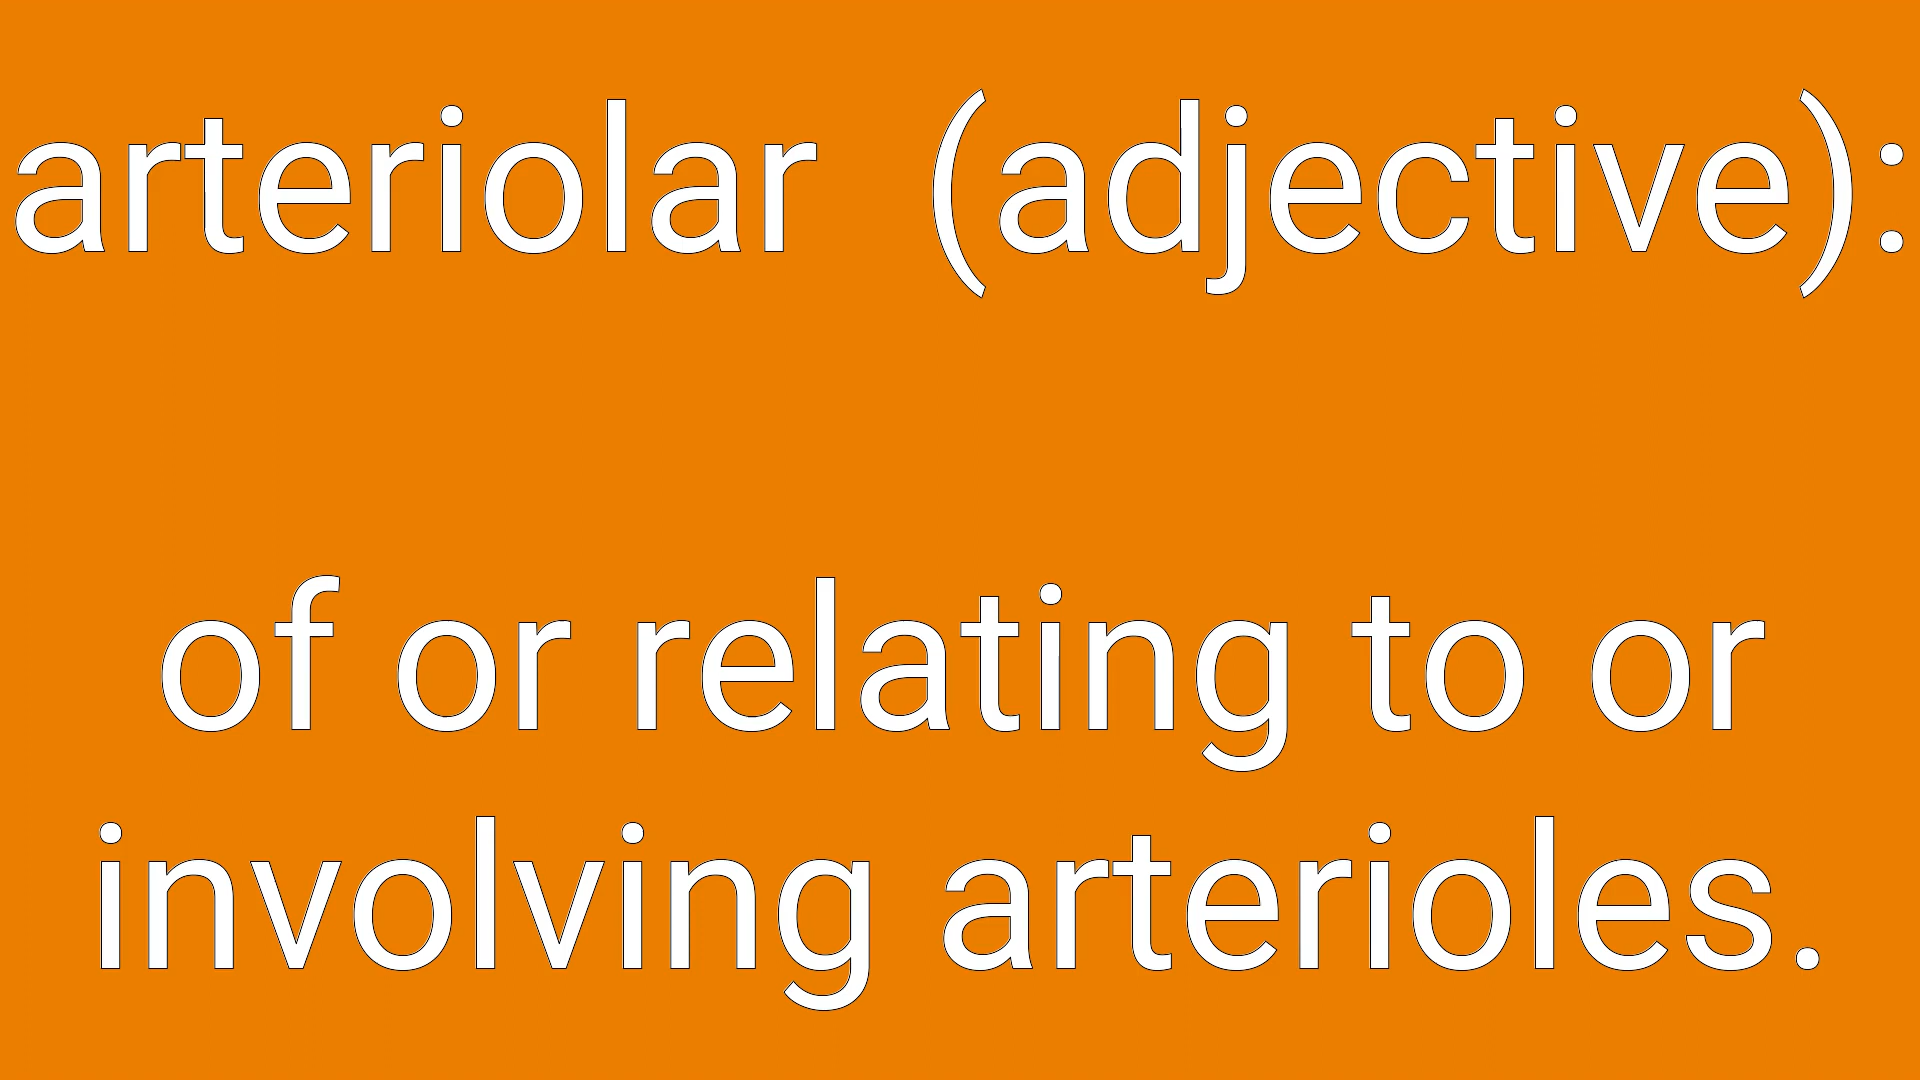 arteriolar  (adjective):
of or relating to or
involving arterioles.